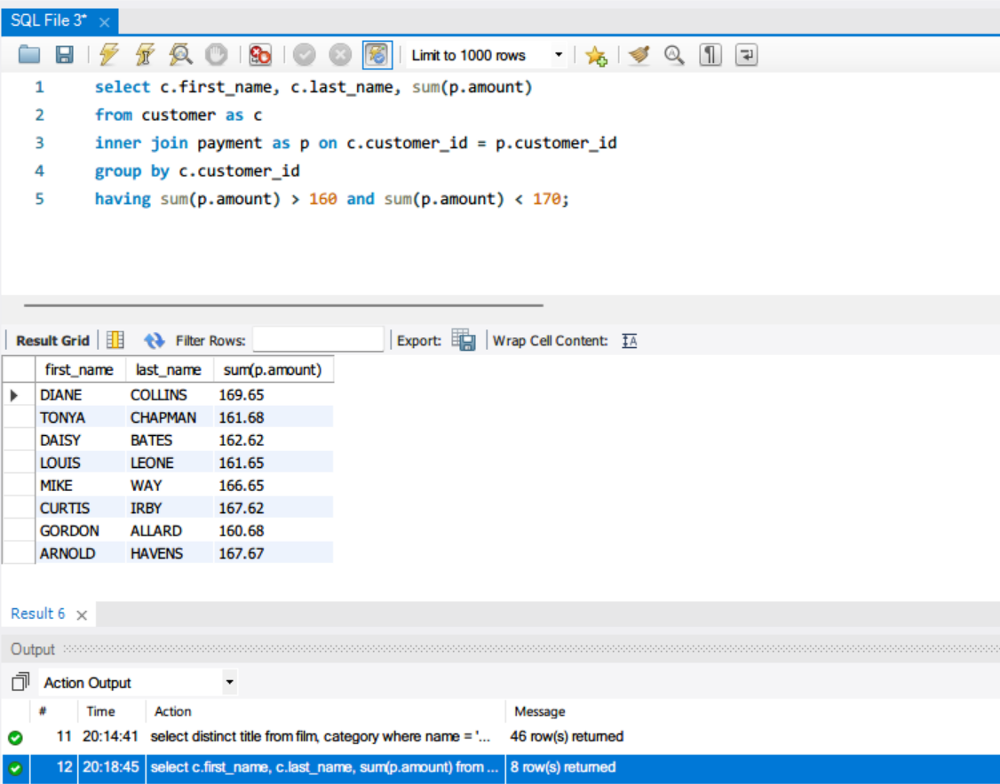 SQL File 3*
Limit to 1000 rows
1 select c.first_name, c.last_name, sum(p.amount)
2 from customer as c
3 inner join payment as p on c.customer_id = p.customer_id
4 group by c.customer_id
5 having sum(p.amount) > 160 and sum(p.amount) < 170;
Result Grid Filter Rows: Export: Wrap Cell Content: IA
first_name last_name sum(p.amount)
DIANE COLLINS 169.65
TONYA CHAPMAN 161.68
DAISY BATES 162.62
LOUIS LEONE 161.65
MIKE WAY 166.65
CURTIS IRBY 167.62
GORDON ALLARD 160.68
ARNOLD HAVENS 167.67
Result 6
Output
Action Output
# Time Action Message
11 20:14:41 select distinct title from film, category where name = '... 46 row(s) returned
12 20:18:45 select c.first_name, c.last_name, sum(p.amount) from ... 8 row(s) returned